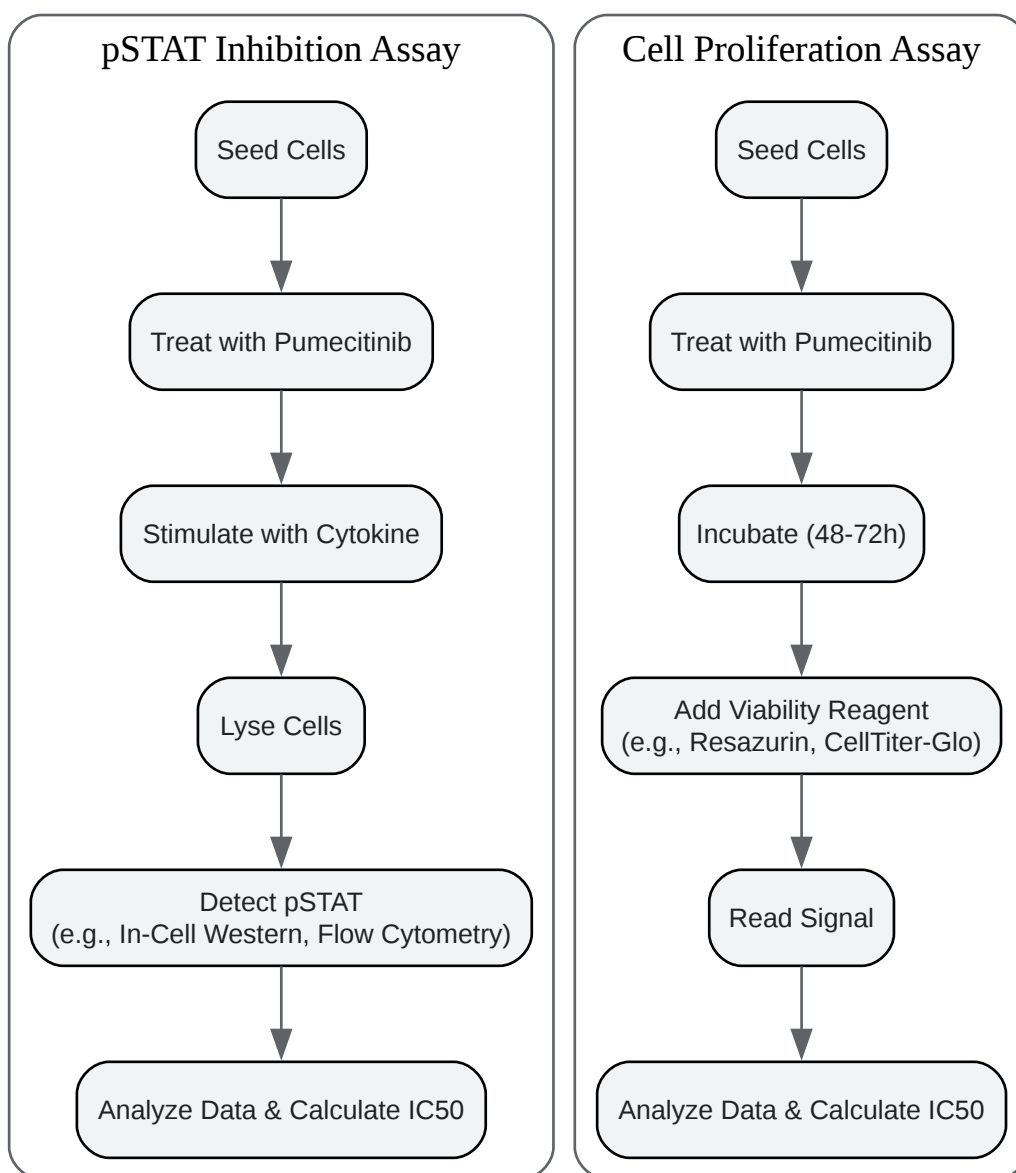 pSTAT Inhibition Assay
Seed Cells
Treat with Pumecitinib
Stimulate with Cytokine
Lyse Cells
Detect pSTAT
(e.g., In-Cell Western, Flow Cytometry)
Analyze Data & Calculate IC50
Cell Proliferation Assay
Seed Cells
Treat with Pumecitinib
Incubate (48-72h)
Add Viability Reagent
(e.g., Resazurin, CellTiter-Glo)
Read Signal
Analyze Data & Calculate IC50